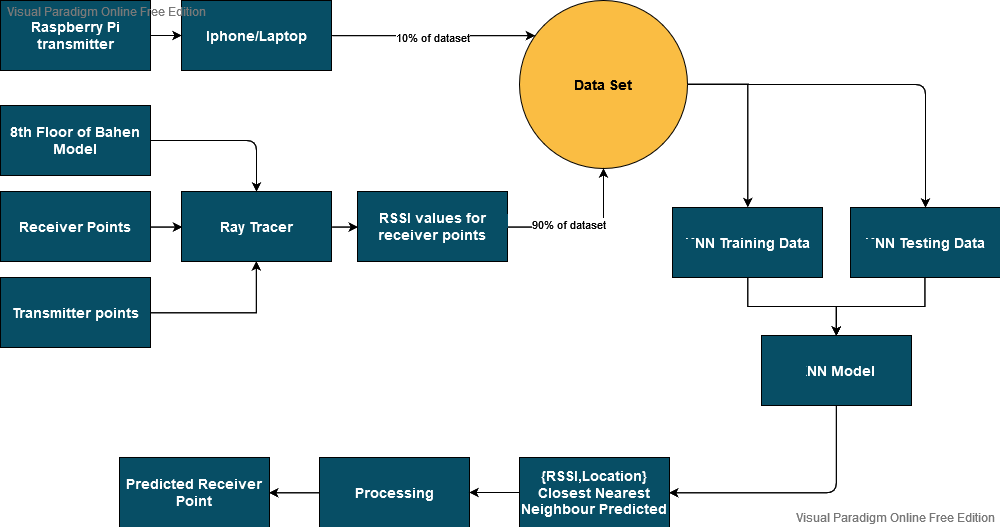 Visual Paradigm Online Free Edition
Raspberry Pi
transmitter
Iphone/Laptop
10% of dataset
Data Set
8th Floor of Bahen
Model
Receiver Points
Ray Tracer
RSSI values for
receiver points
90% of dataset
Transmitter points
NN Training Data
NN Testing Data
NN Model
{RSSI,Location}
Closest Nearest
Neighbour Predicted
Processing
Predicted Receiver
Point
Visual Paradigm Online Free Edition